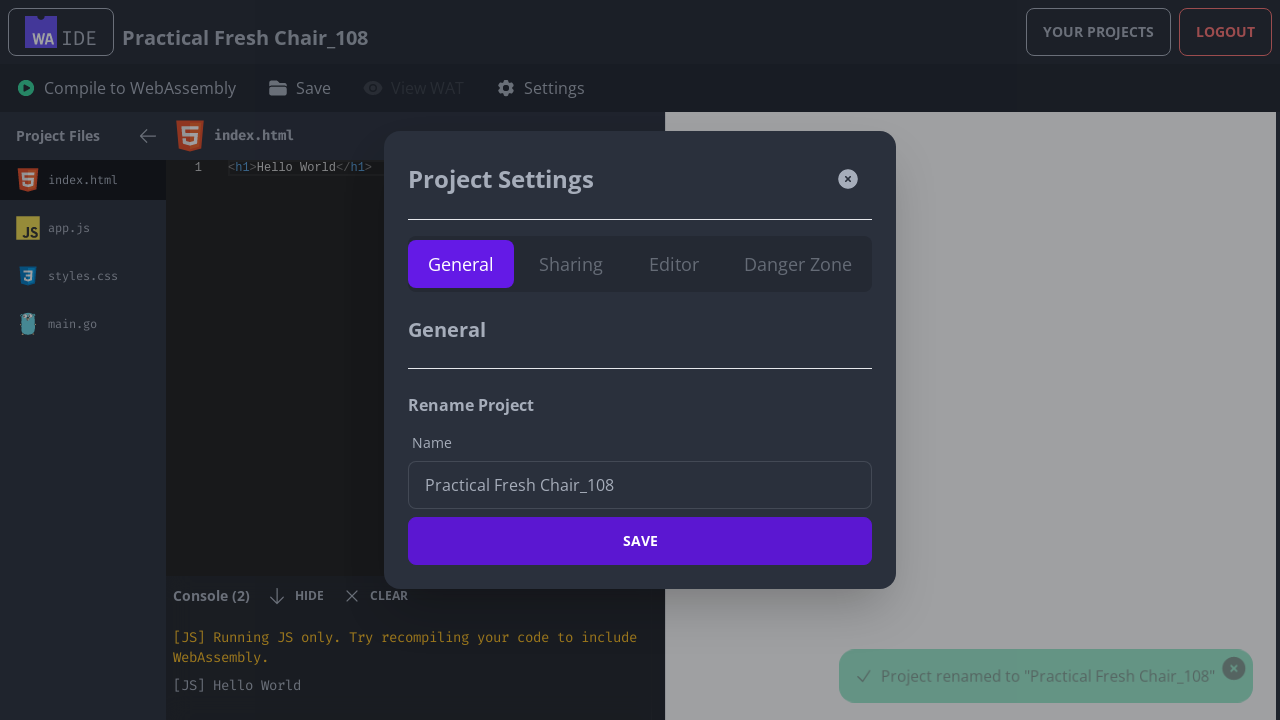 WA IDE
Practical Fresh Chair_108
YOUR PROJECTS
LOGOUT
Compile to WebAssembly
Save
View WAT
Settings
Project Files
index.html
index.html
app.js
styles.css
main.go
1
<h1>Hello World</h1>
Project Settings
General
Sharing
Editor
Danger Zone
General
Rename Project
Name
Practical Fresh Chair_108
SAVE
Console (2)
HIDE
CLEAR
[JS] Running JS only. Try recompiling your code to include
WebAssembly.
[JS] Hello World
Project renamed to "Practical Fresh Chair_108"